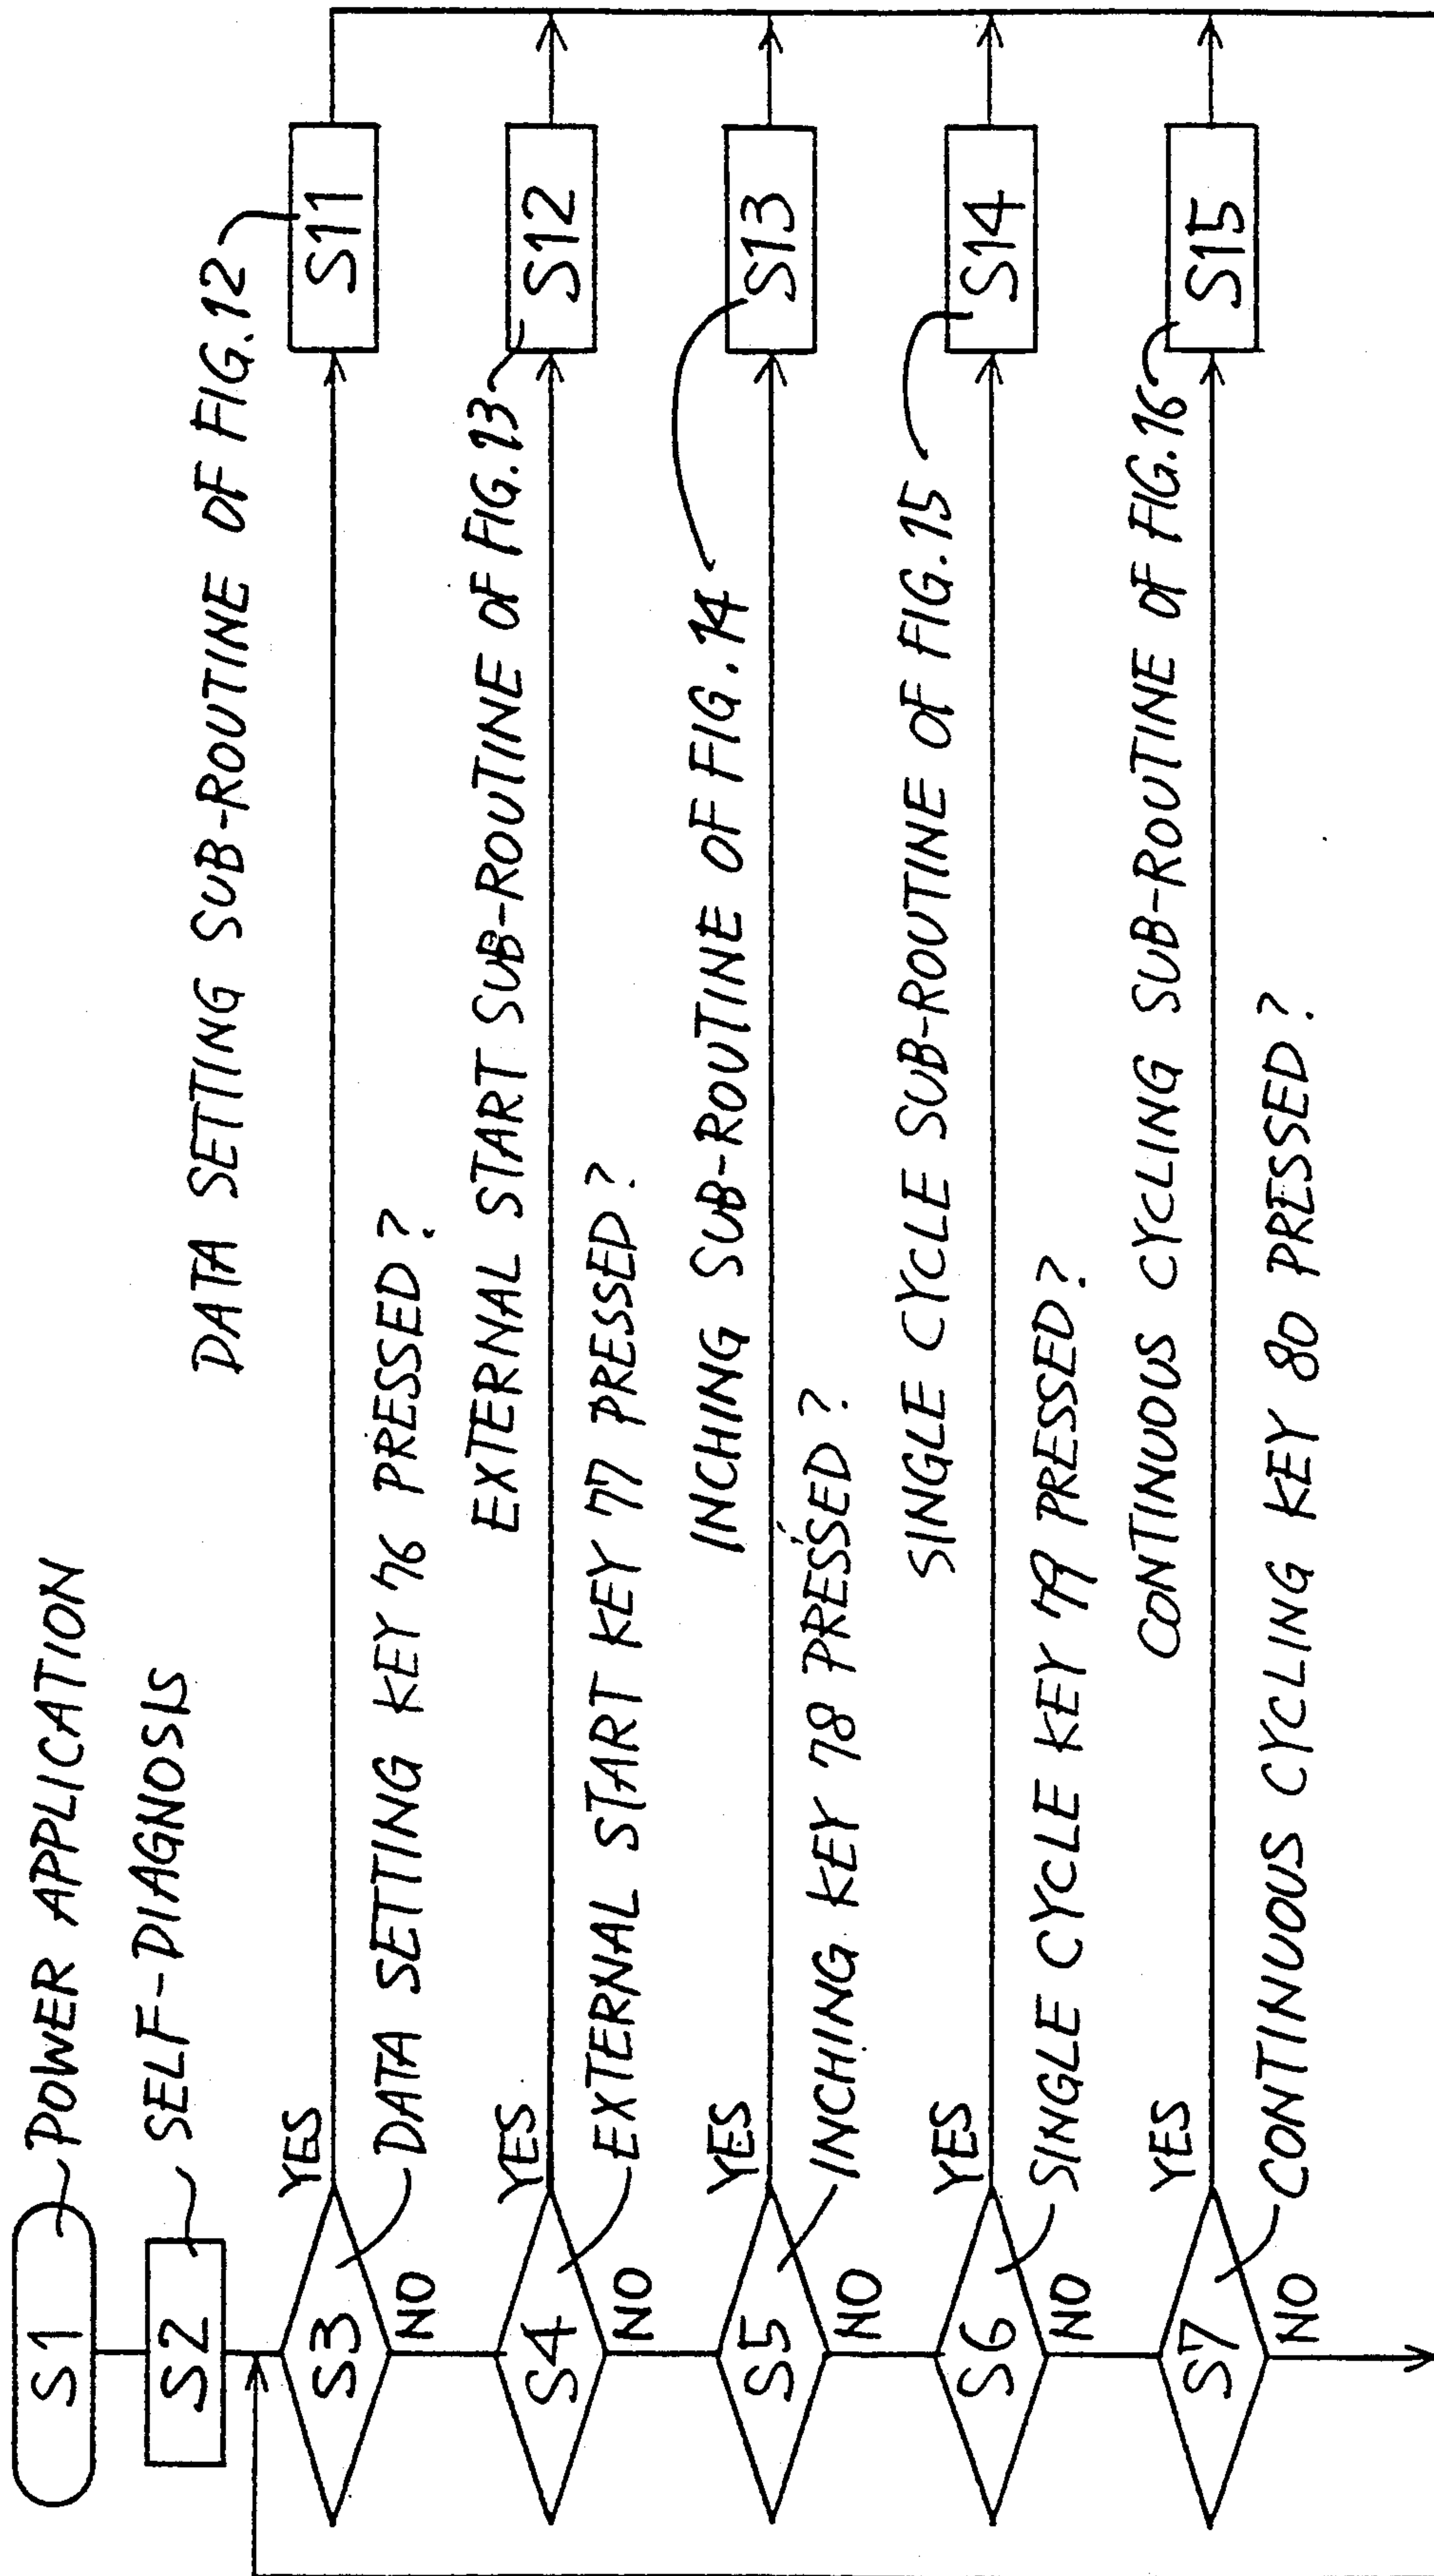 S1
POWER APPLICATION
S2
SELF-DIAGNOSIS
DATA SETTING SUB-ROUTINE OF FIG.12
S3
YES
S11
NO
DATA SETTING KEY 76 PRESSED?
EXTERNAL START SUB-ROUTINE OF FIG.13
S4
YES
S12
NO
EXTERNAL START KEY 77 PRESSED?
INCHING SUB-ROUTINE OF FIG.14
S5
YES
S13
NO
INCHING KEY 78 PRESSED?
SINGLE CYCLE SUB-ROUTINE OF FIG.15
S6
YES
S14
NO
SINGLE CYCLE KEY 79 PRESSED?
CONTINUOUS CYCLING SUB-ROUTINE OF FIG.16
S7
YES
S15
NO
CONTINUOUS CYCLING KEY 80 PRESSED?